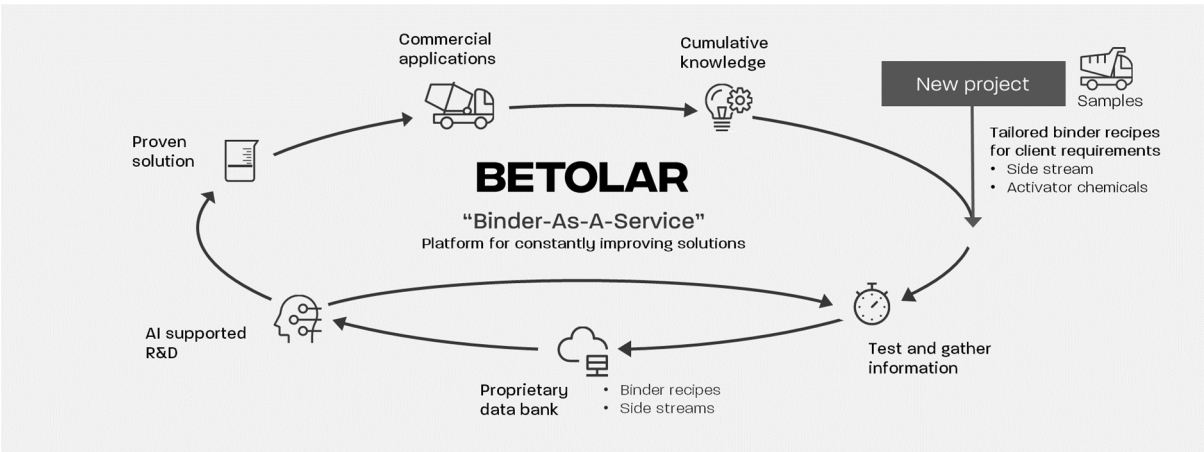 Commercial
applications
Cumulative
knowledge
New project
Samples
Tailored binder recipes
for client requirements
• Side stream
• Activator chemicals
Proven
solution
BETOLAR
“Binder-As-A-Service”
Platform for constantly improving solutions
AI supported
R&D
Test and gather
information
Proprietary
data bank
• Binder recipes
• Side streams